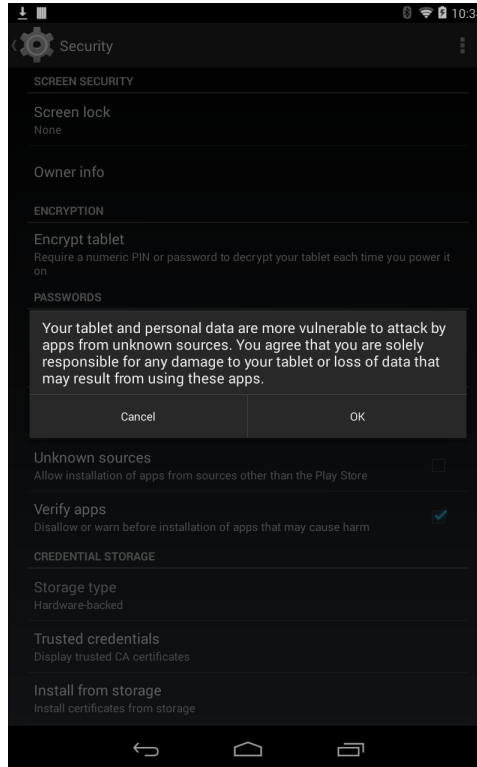 10:3
Security
SCREEN SECURITY
Screen lock
None
Owner info
ENCRYPTION
Encrypt tablet
Require a numeric PIN or password to decrypt your tablet each time you power it
on
PASSWORDS
Your tablet and personal data are more vulnerable to attack by
apps from unknown sources. You agree that you are solely
responsible for any damage to your tablet or loss of data that
may result from using these apps.
Cancel
OK
Unknown sources
Allow installation of apps from sources other than the Play Store
Verify apps
Disallow or warn before installation of apps that may cause harm
CREDENTIAL STORAGE
Storage type
Hardware-backed
Trusted credentials
Display trusted CA certificates
Install from storage
Install certificates from storage